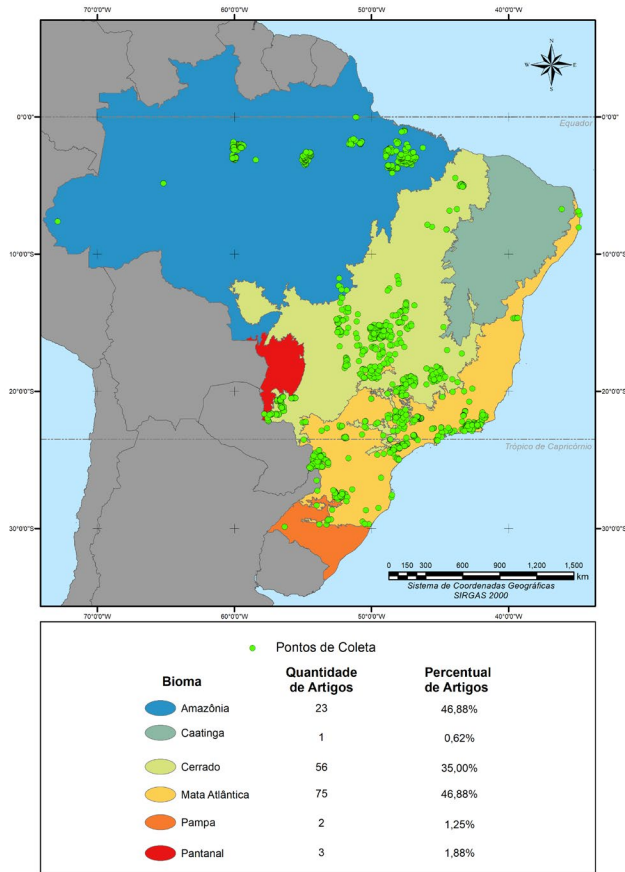 70°0'0"W 60°0'0"W 50°0'0"W 40°0'0"W
N
W E
S
0°0'0" 0°0'0"
Equador
10°0'0"S 10°0'0"S
20°0'0"S 20°0'0"S
Trópico de Capricórnio
30°0'0"S 30°0'0"S
0 150 300 600 900 1,200 1,500
km
Sistema de Coordenadas Geográficas
SIRGAS 2000
70°0'0"W 60°0'0"W 50°0'0"W 40°0'0"W
Pontos de Coleta
Bioma Quantidade de Artigos Percentual de Artigos
Amazônia 23 46,88%
Caatinga 1 0,62%
Cerrado 56 35,00%
Mata Atlântica 75 46,88%
Pampa 2 1,25%
Pantanal 3 1,88%